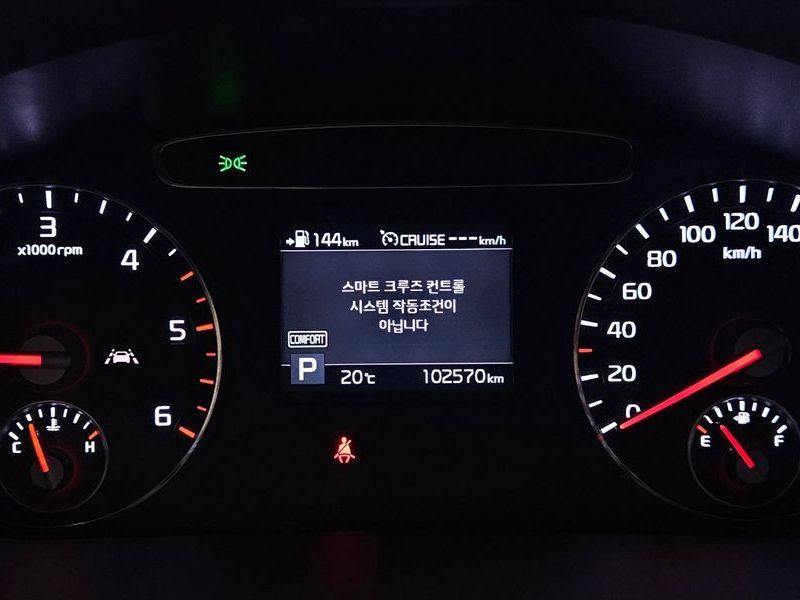 144km CRUISE ---km/h
스마트 크루즈 컨트롤
시스템 작동조건이
아닙니다
COMFORT
P 20℃ 102570km
3
x1000rpm
4
5
6
C H
0
20
40
60
80
100
120
140
km/h
E F